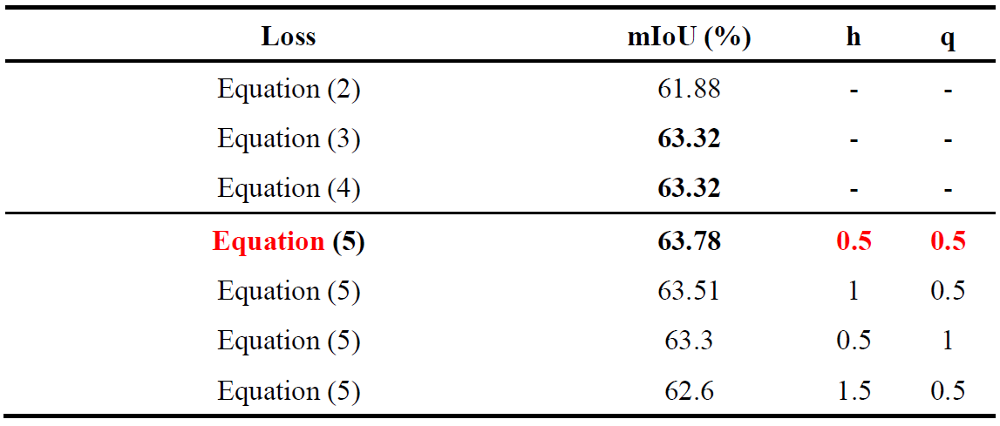 Loss mIoU (%) h q
Equation (2) 61.88 - -
Equation (3) 63.32 - -
Equation (4) 63.32 - -
Equation (5) 63.78 0.5 0.5
Equation (5) 63.51 1 0.5
Equation (5) 63.3 0.5 1
Equation (5) 62.6 1.5 0.5